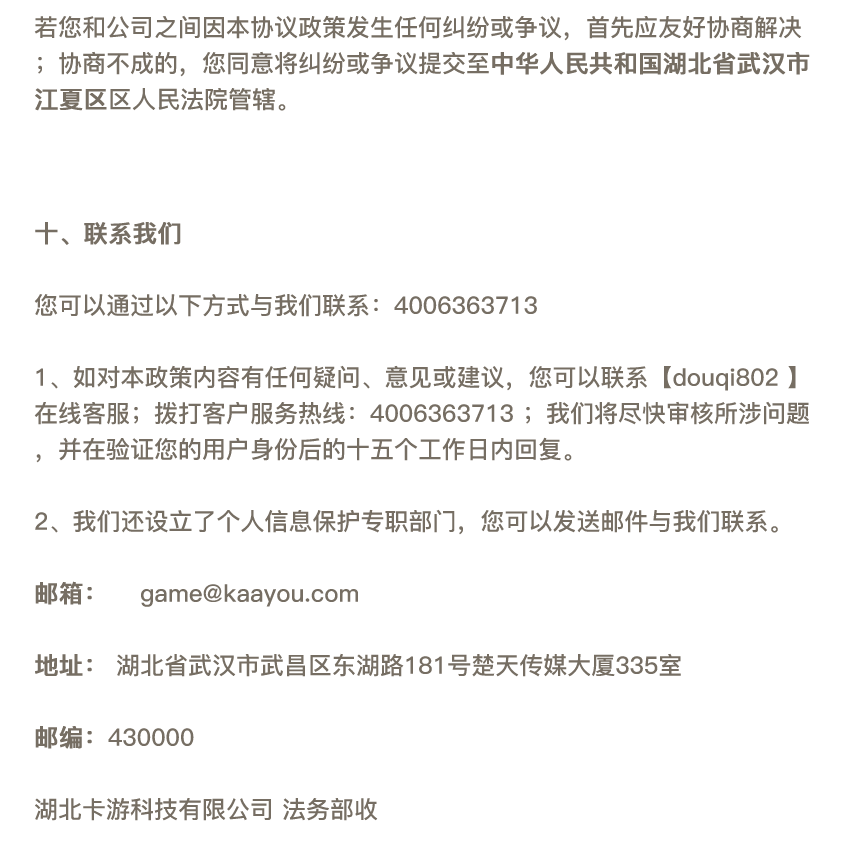 若您和公司之间因本协议政策发生任何纠纷或争议，首先应友好协商解决
；协商不成的，您同意将纠纷或争议提交至中华人民共和国湖北省武汉市
江夏区区人民法院管辖。
十、联系我们
您可以通过以下方式与我们联系：4006363713
1、如对本政策内容有任何疑问、意见或建议，您可以联系【douqi802 】
在线客服；拨打客户服务热线：4006363713 ；我们将尽快审核所涉问题
，并在验证您的用户身份后的十五个工作日内回复。
2、我们还设立了个人信息保护专职部门，您可以发送邮件与我们联系。
邮箱： game@kaayou.com
地址： 湖北省武汉市武昌区东湖路181号楚天传媒大厦335室
邮编：430000
湖北卡游科技有限公司 法务部收